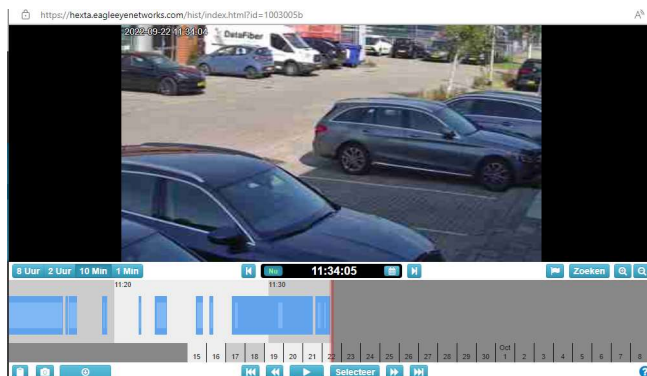 https://hexta.eagleeyenetworks.com/hist/index.html?id=1003005b
2022-09-22 11:34:04
DataFiber
8 Uur 2 Uur 10 Min 1 Min
Nu
11:34:05
Zoeken
11:20 11:30
15 16 17 18 19 20 21 22 23 24 25 26 27 28 29 30 Oct 1 2 3 4 5 6 7 8
Selecteer
?